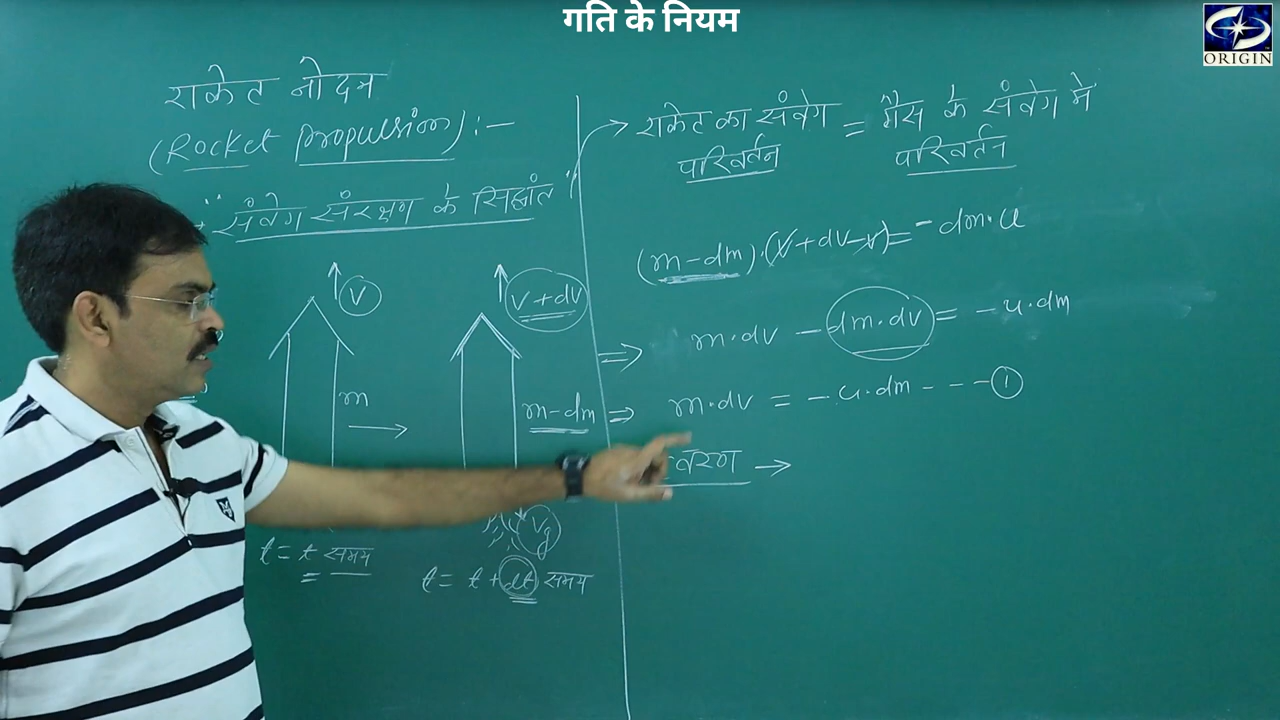 गति के नियम
ORIGIN
राकेट नोदन
(Rocket Propulsion) :-
"संवेग संरक्षण के सिद्धांत"
v
v + dv
m
m - dm
vg
t = t समय
t = t + dt समय
राकेट का संवेग परिवर्तन = गैस के संवेग में परिवर्तन
(m - dm).(v + dv - v) = - dm.u
⇒ m.dv - dm.dv = - u.dm
⇒ m.dv = - u.dm - - - ①
त्वरण →